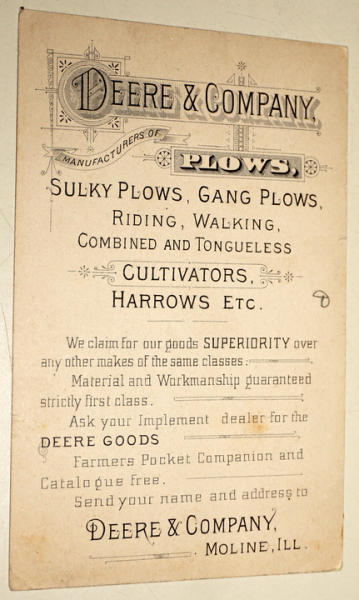 DEERE & COMPANY,
MANUFACTURERS OF
PLOWS,
SULKY PLOWS, GANG PLOWS,
RIDING, WALKING,
COMBINED AND TONGUELESS
CULTIVATORS,
HARROWS ETC.
We claim for our goods SUPERIORITY over
any other makes of the same classes.
Material and Workmanship guaranteed
strictly first class.
Ask your Implement dealer for the
DEERE GOODS
Farmers Pocket Companion and
Catalogue free.
Send your name and address to
DEERE & COMPANY,
MOLINE, ILL.